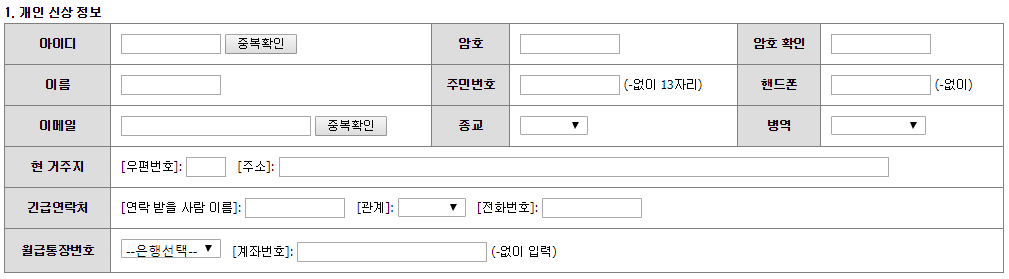 1. 개인 신상 정보
아이디 중복확인 암호 암호 확인
이름 주민번호 (-없이 13자리) 핸드폰 (-없이)
이메일 중복확인 종교 병역
현 거주지 [우편번호]: [주소]:
긴급연락처 [연락 받을 사람 이름]: [관계]: [전화번호]:
월급통장번호 --은행선택-- [계좌번호]: (-없이 입력)